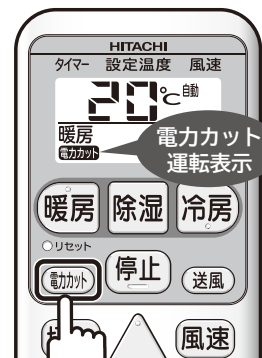 HITACHI
タイマー 設定温度 風速
20℃ 自動
暖房
電力カット
電力カット
運転表示
暖房 除湿 冷房
リセット
電力カット 停止 送風
風速